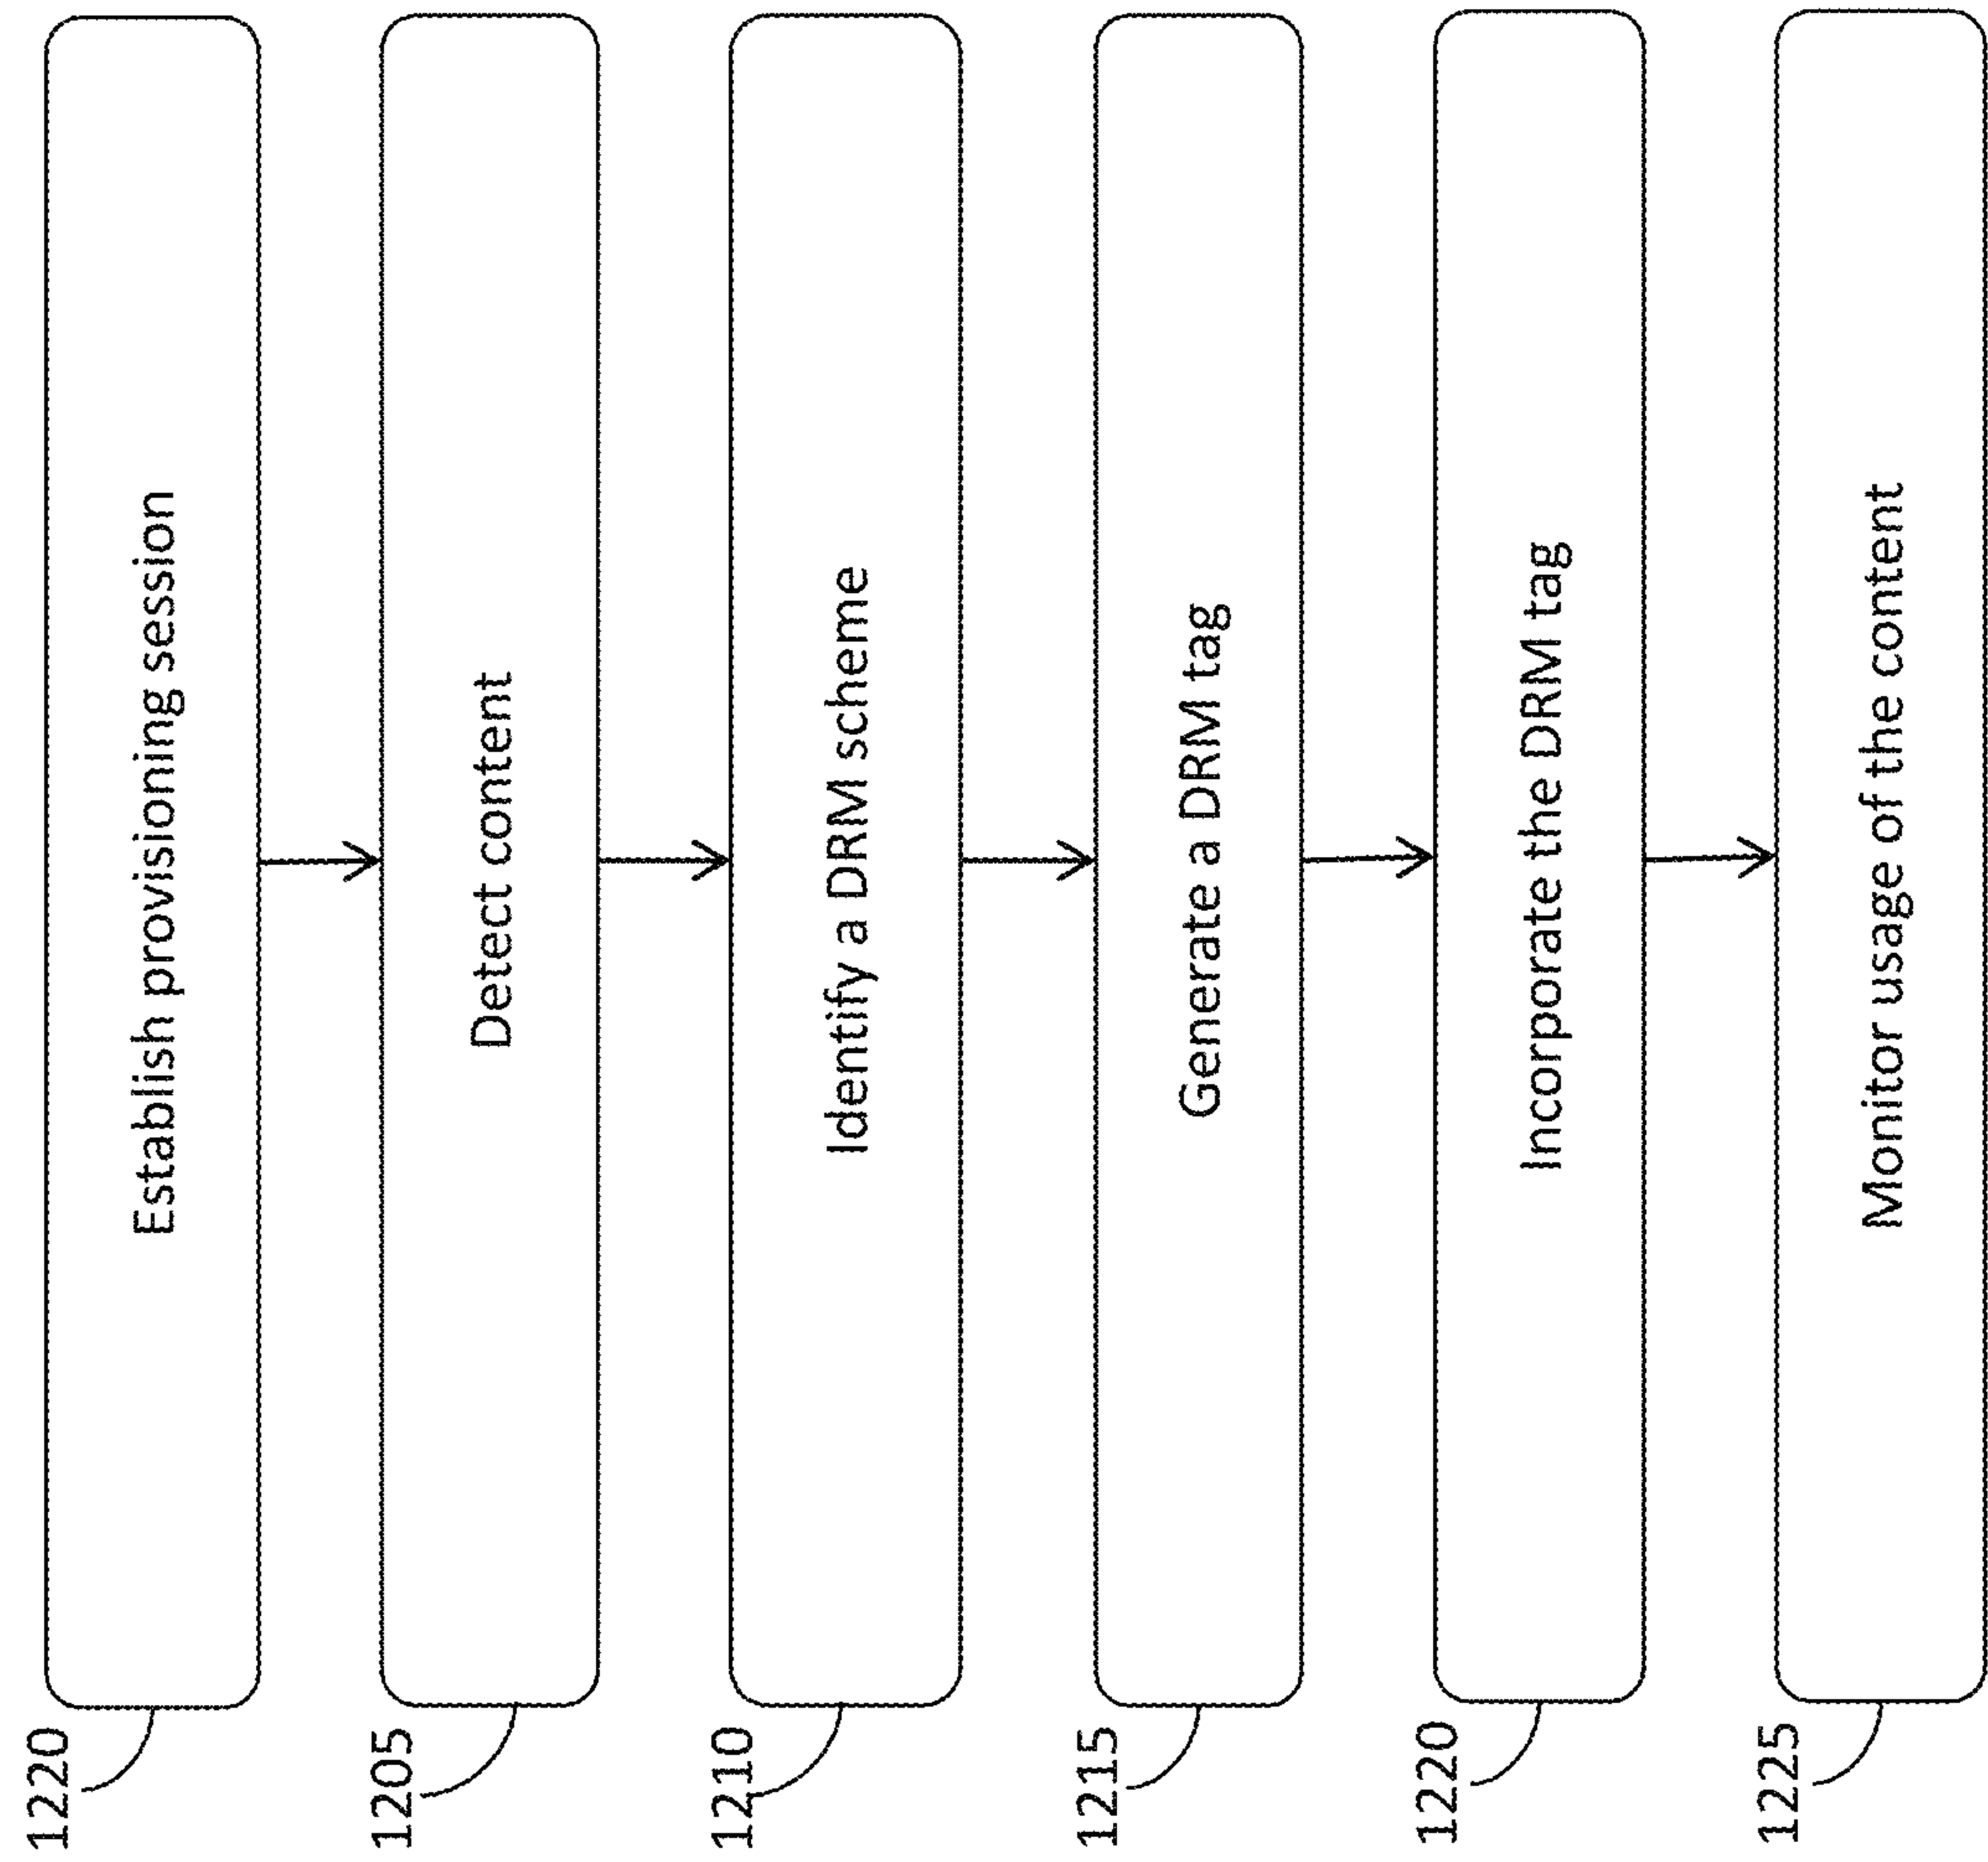 1220
Establish provisioning session
1205
Detect content
1210
Identify a DRM scheme
1215
Generate a DRM tag
1220
Incorporate the DRM tag
1225
Monitor usage of the content